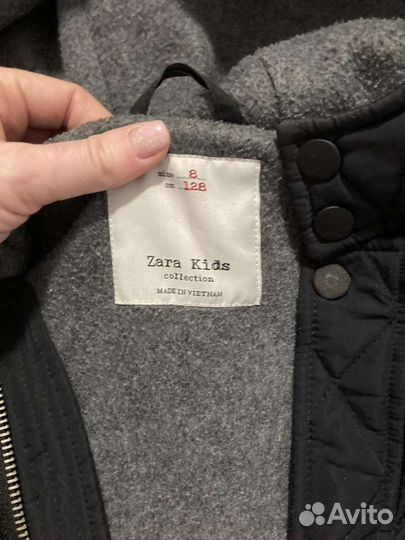 size 8
cm 128
Zara Kids
collection
MADE IN VIETNAM
Avito